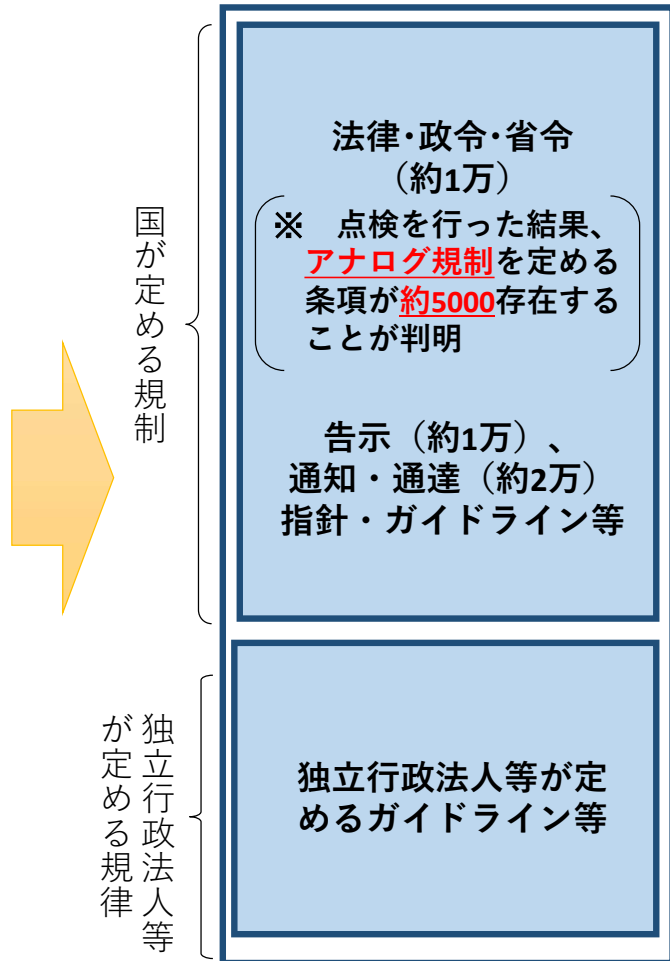 国が定める規制
法律・政令・省令
（約1万）
※　点検を行った結果、
アナログ規制を定める
条項が約5000存在する
ことが判明
告示（約1万）、
通知・通達（約2万）
指針・ガイドライン等
独立行政法人等
が定める規律
独立行政法人等が定
めるガイドライン等